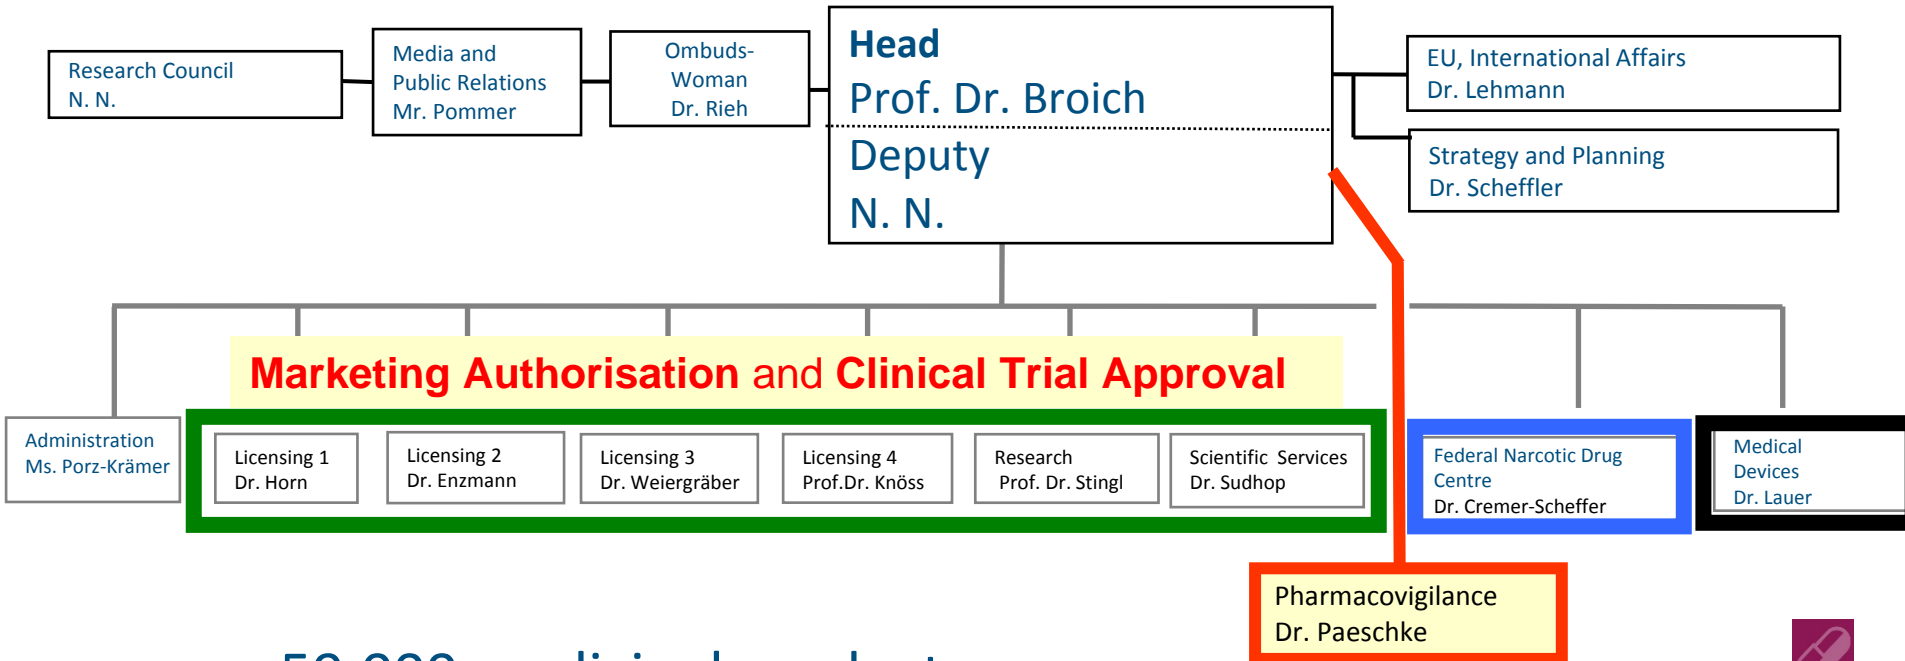 Research Council
N. N.
Media and
Public Relations
Mr. Pommer
Ombuds-
Woman
Dr. Rieh
Head
Prof. Dr. Broich
Deputy
N. N.
EU, International Affairs
Dr. Lehmann
Strategy and Planning
Dr. Scheffler
Marketing Authorisation and Clinical Trial Approval
Administration
Ms. Porz-Krämer
Licensing 1
Dr. Horn
Licensing 2
Dr. Enzmann
Licensing 3
Dr. Weiergräber
Licensing 4
Prof.Dr. Knöss
Research
Prof. Dr. Stingl
Scientific Services
Dr. Sudhop
Federal Narcotic Drug
Centre
Dr. Cremer-Scheffer
Medical
Devices
Dr. Lauer
Pharmacovigilance
Dr. Paeschke